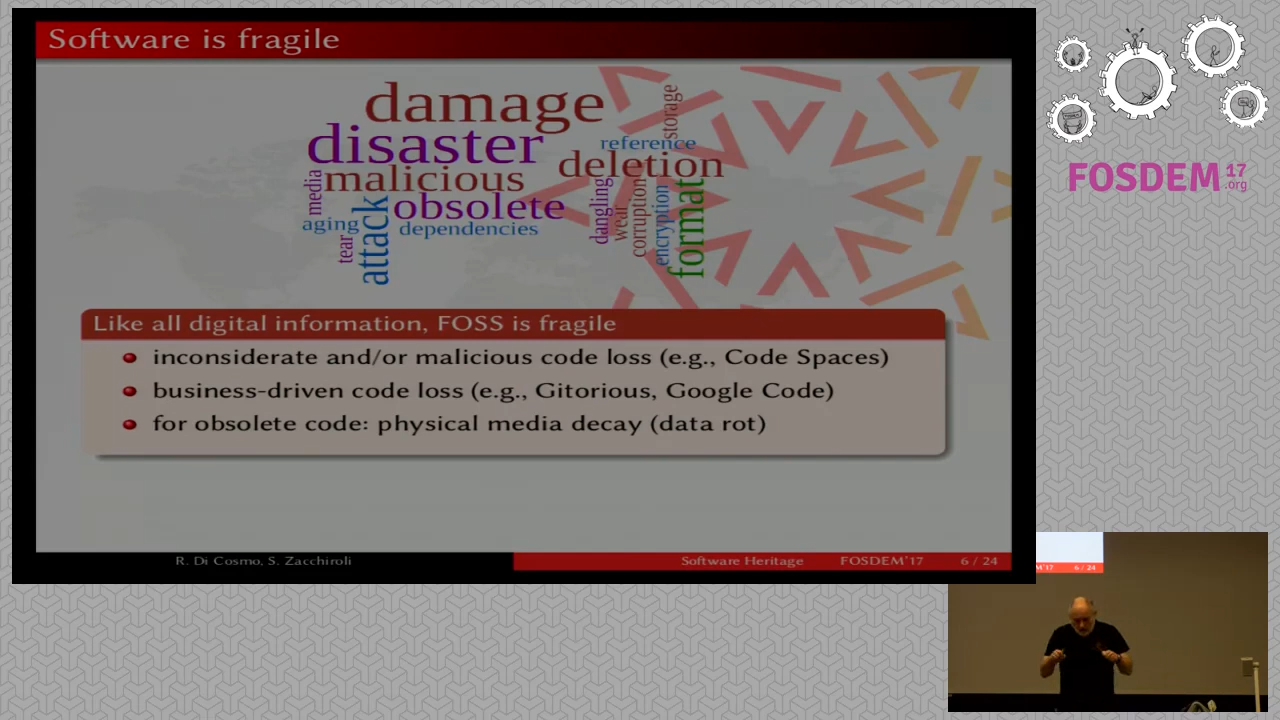 Software is fragile
damage
storage
disaster
reference
deletion
media
malicious
obsolete
attack
aging
dependencies
tear
dangling
wear
corruption
encryption
format
Like all digital information, FOSS is fragile
inconsiderate and/or malicious code loss (e.g., Code Spaces)
business-driven code loss (e.g., Gitorious, Google Code)
for obsolete code: physical media decay (data rot)
R. Di Cosmo, S. Zacchiroli
Software Heritage FOSDEM'17 6 / 24
FOSDEM 17 .org
M'17 6 / 24